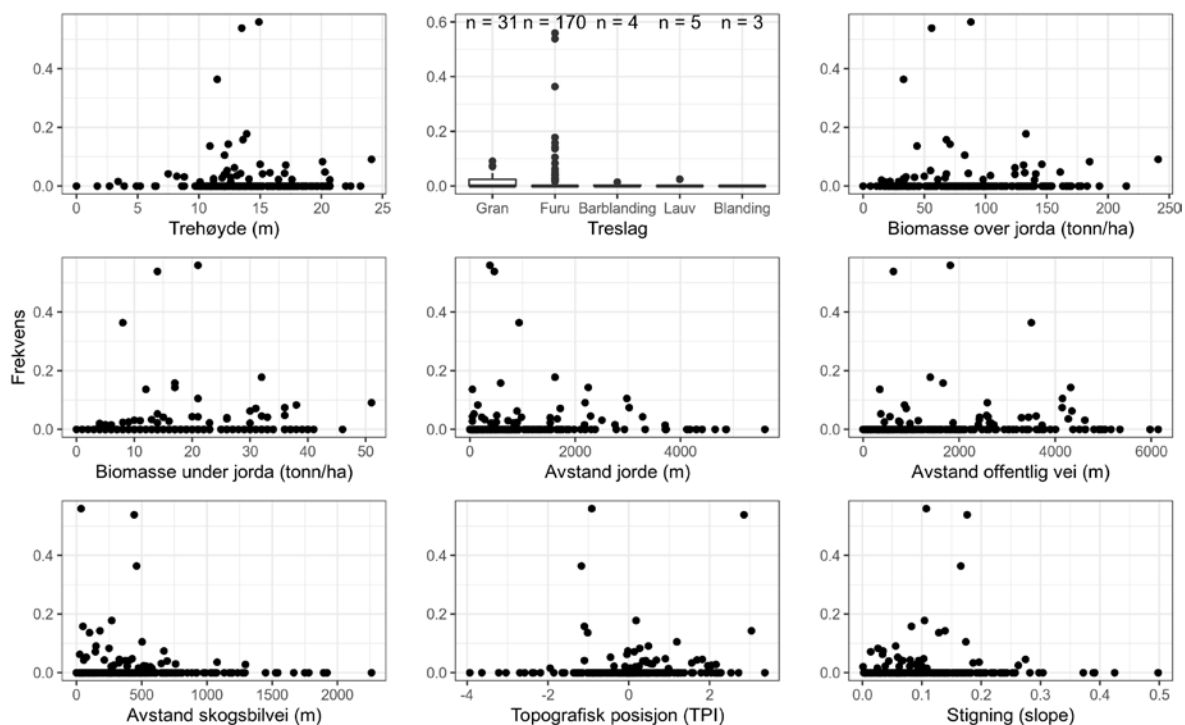 0.6
n = 31 n = 170 n = 4 n = 5 n = 3
0.4
0.2
0.0
0.4
0.2
0.0
0.4
0.2
0.0
0 5 10 15 20 25
Gran Furu Barblanding Lauv Blanding
0 50 100 150 200 250
Trehøyde (m)
Treslag
Biomasse over jorda (tonn/ha)
Frekvens
0.4
0.2
0.0
0.4
0.2
0.0
0.4
0.2
0.0
0 10 20 30 40 50
0 2000 4000
0 2000 4000 6000
Biomasse under jorda (tonn/ha)
Avstand jorde (m)
Avstand offentlig vei (m)
0.4
0.2
0.0
0.4
0.2
0.0
0.4
0.2
0.0
0 500 1000 1500 2000
-4 -2 0 2
0.0 0.1 0.2 0.3 0.4 0.5
Avstand skogsbilvei (m)
Topografisk posisjon (TPI)
Stigning (slope)